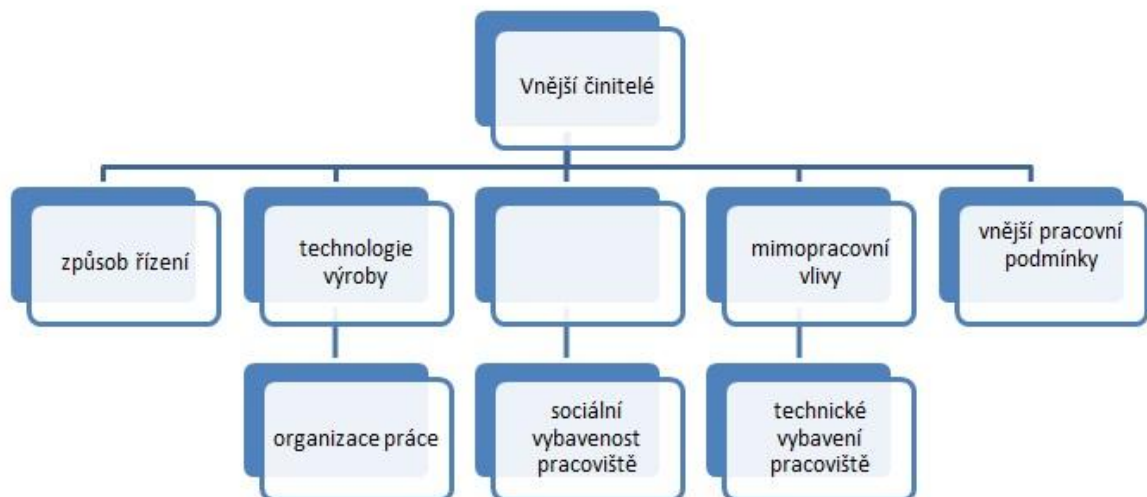 Vnější činitelé
způsob řízení
technologie
výroby
mimopracovní
vlivy
vnější pracovní
podmínky
organizace práce
sociální
vybavenost
pracoviště
technické
vybavení
pracoviště